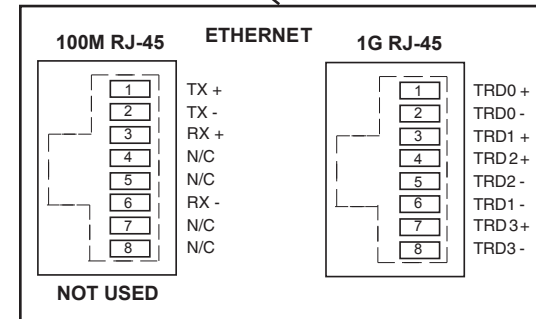 ETHERNET
100M RJ-45
1 TX +
2 TX -
3 RX +
4 N/C
5 N/C
6 RX -
7 N/C
8 N/C
NOT USED
1G RJ-45
1 TRD0 +
2 TRD0 -
3 TRD1 +
4 TRD2+
5 TRD2 -
6 TRD1 -
7 TRD3+
8 TRD3 -